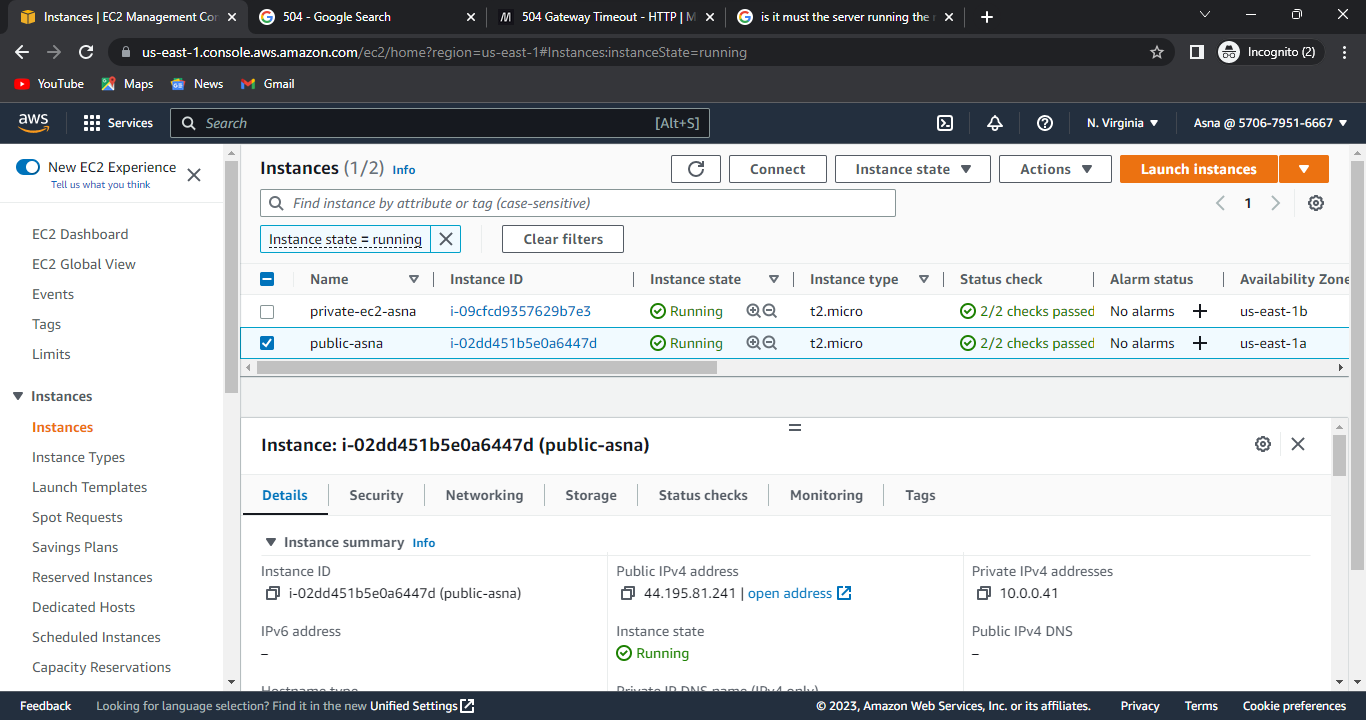 Instances | EC2 Management Con
504 - Google Search
504 Gateway Timeout - HTTP | M
is it must the server running the
us-east-1.console.aws.amazon.com/ec2/home?region=us-east-1#Instances:instanceState=running
Incognito (2)
YouTube
Maps
News
Gmail
aws
Services
Search
[Alt+S]
N. Virginia
Asna @ 5706-7951-6667
New EC2 Experience
Tell us what you think
EC2 Dashboard
EC2 Global View
Events
Tags
Limits
Instances
Instances
Instance Types
Launch Templates
Spot Requests
Savings Plans
Reserved Instances
Dedicated Hosts
Scheduled Instances
Capacity Reservations
Instances (1/2) Info
Connect
Instance state
Actions
Launch instances
Find instance by attribute or tag (case-sensitive)
1
Instance state = running
Clear filters
Name Instance ID Instance state Instance type Status check Alarm status Availability Zone
private-ec2-asna i-09cfcd9357629b7e3 Running t2.micro 2/2 checks passed No alarms us-east-1b
public-asna i-02dd451b5e0a6447d Running t2.micro 2/2 checks passed No alarms us-east-1a
Instance: i-02dd451b5e0a6447d (public-asna)
Details Security Networking Storage Status checks Monitoring Tags
Instance summary Info
Instance ID
i-02dd451b5e0a6447d (public-asna)
Public IPv4 address
44.195.81.241 | open address
Private IPv4 addresses
10.0.0.41
IPv6 address
–
Instance state
Running
Public IPv4 DNS
–
Hostname type
Private IP DNS name (IPv4 only)
Feedback
Looking for language selection? Find it in the new Unified Settings
© 2023, Amazon Web Services, Inc. or its affiliates.
Privacy
Terms
Cookie preferences